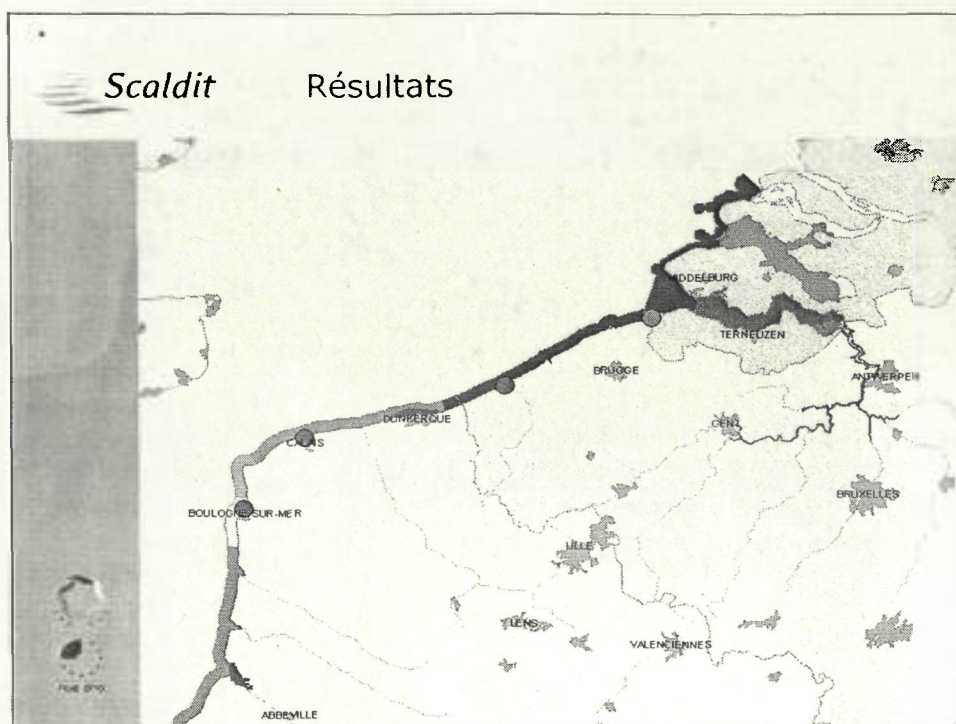 Scaldit Résultats
MIDDELBURG
TERNEUZEN
BRUGGE
ANTWERPEN
DUNKERQUE
GENT
CALAIS
BRUXELLES
BOULOGNE/SUR-MER
LILLE
LENS
VALENCIENNES
ABBEVILLE